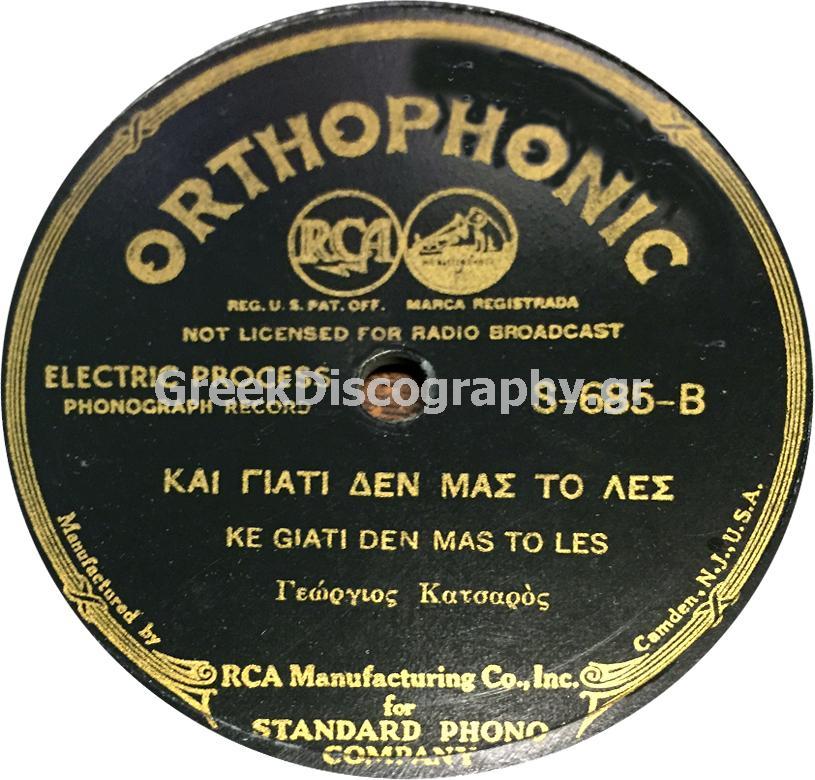 ORTHOPHONIC
RCA
REG. U. S. PAT. OFF. MARCA REGISTRADA
NOT LICENSED FOR RADIO BROADCAST
ELECTRIC PROCESS
PHONOGRAPH RECORD
S-685-B
GreekDiscography.gr
ΚΑΙ ΓΙΑΤΙ ΔΕΝ ΜΑΣ ΤΟ ΛΕΣ
KE GIATI DEN MAS TO LES
Γεώργιος Κατσαρὸς
Manufactured by
RCA Manufacturing Co., Inc.
for
STANDARD PHONO
COMPANY
Camden, N.J., U.S.A.